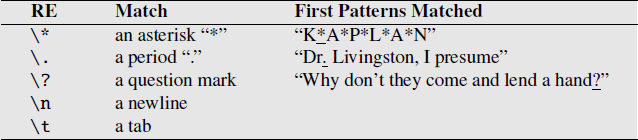 RE Match First Patterns Matched
\* an asterisk “*” “K*A*P*L*A*N”
\. a period “.” “Dr. Livingston, I presume”
\? a question mark “Why don’t they come and lend a hand?”
\n a newline
\t a tab